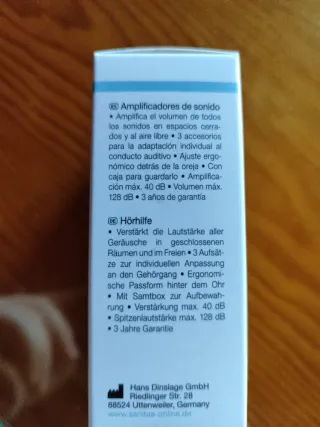 ES Amplificadores de sonido
• Amplifica el volumen de todos
los sonidos en espacios cerra-
dos y al aire libre • 3 accesorios
para la adaptación individual al
conducto auditivo • Ajuste ergo-
nómico detrás de la oreja • Con
caja para guardarlo • Amplifica-
ción máx. 40 dB • Volumen máx.
128 dB • 3 años de garantía
DE Hörhilfe
• Verstärkt die Lautstärke aller
Geräusche in geschlossenen
Räumen und im Freien • 3 Aufsät-
ze zur individuellen Anpassung
an den Gehörgang • Ergonomi-
sche Passform hinter dem Ohr
• Mit Samtbox zur Aufbewah-
rung • Verstärkung max. 40 dB
• Spitzenlautstärke max. 128 dB
• 3 Jahre Garantie
Hans Dinslage GmbH
Riedlinger Str. 28
88524 Uttenweiler, Germany
www.sanitas-online.de